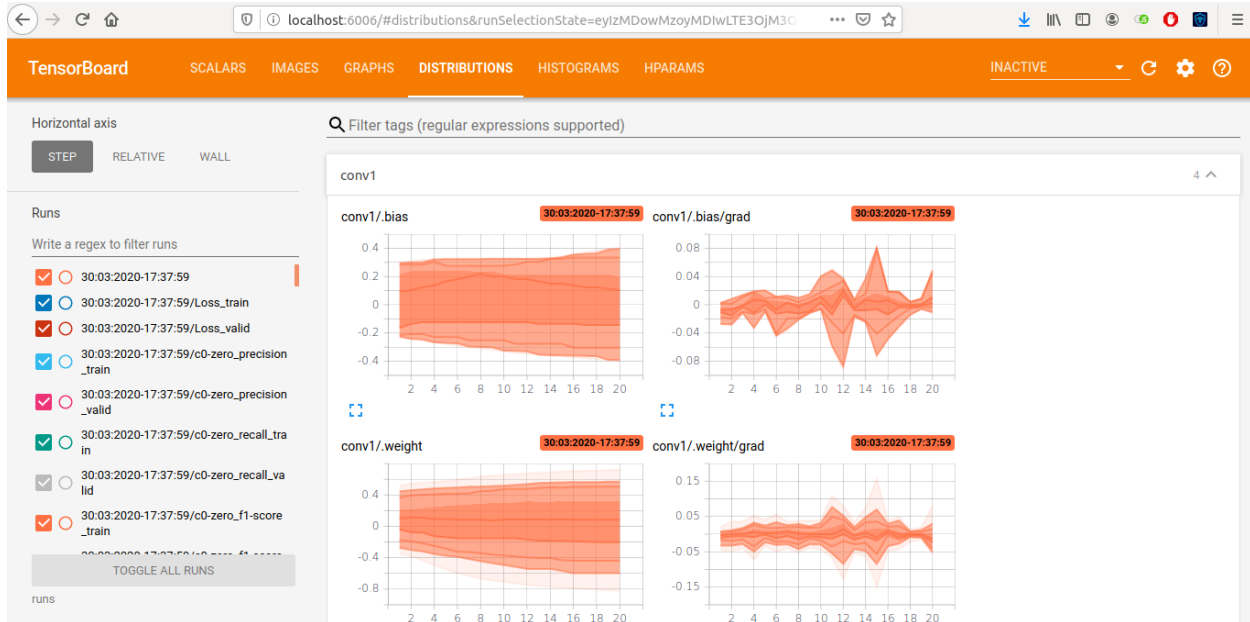 localhost:6006/#distributions&runSelectionState=eyIzMDowMzoyMDIwLTE3OjM3O
TensorBoard SCALARS IMAGES GRAPHS DISTRIBUTIONS HISTOGRAMS HPARAMS INACTIVE
Horizontal axis
STEP RELATIVE WALL
Runs
Write a regex to filter runs
30:03:2020-17:37:59
30:03:2020-17:37:59/Loss_train
30:03:2020-17:37:59/Loss_valid
30:03:2020-17:37:59/c0-zero_precision
_train
30:03:2020-17:37:59/c0-zero_precision
_valid
30:03:2020-17:37:59/c0-zero_recall_tra
in
30:03:2020-17:37:59/c0-zero_recall_va
lid
30:03:2020-17:37:59/c0-zero_f1-score
_train
TOGGLE ALL RUNS
runs
Filter tags (regular expressions supported)
conv1 4
conv1/.bias 30:03:2020-17:37:59
0.4
0.2
0
-0.2
-0.4
2 4 6 8 10 12 14 16 18 20
conv1/.bias/grad 30:03:2020-17:37:59
0.08
0.04
0
-0.04
-0.08
2 4 6 8 10 12 14 16 18 20
conv1/.weight 30:03:2020-17:37:59
0.4
0
-0.4
-0.8
2 4 6 8 10 12 14 16 18 20
conv1/.weight/grad 30:03:2020-17:37:59
0.15
0.05
-0.05
-0.15
2 4 6 8 10 12 14 16 18 20